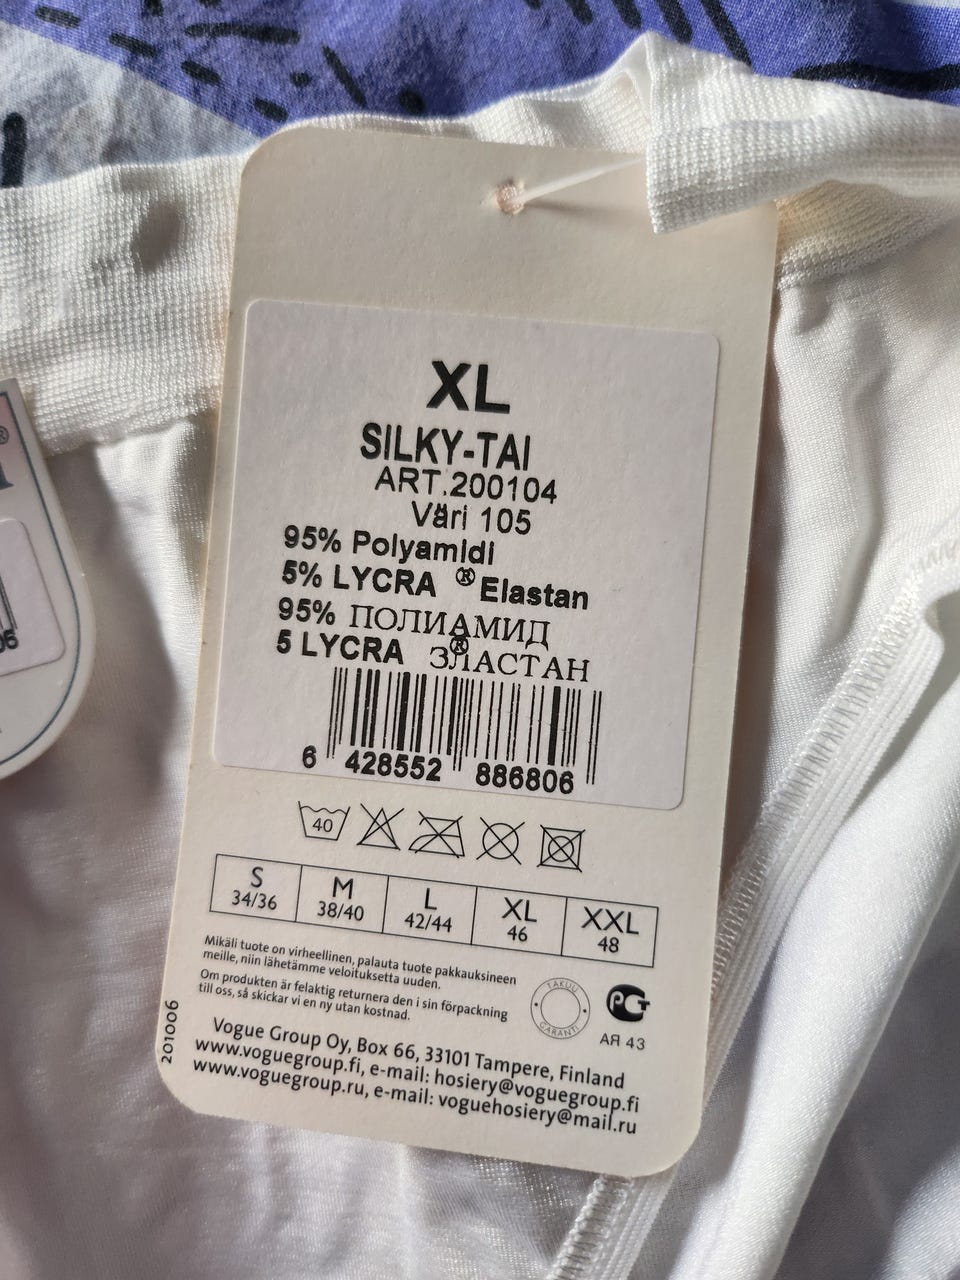 XL
SILKY-TAI
ART.200104
Väri 105
95% Polyamidi
5% LYCRA ® Elastan
95% ПОЛИАМИД
5 LYRCA ® ЗЛАСТАН
6 428552 886806
40
S M L XL XXL
34/36 38/40 42/44 46 48
Mikäli tuote on virheellinen, palauta tuote pakkauksineen
meille, niin lähetämme veloituksetta uuden.
Om produkten är felaktig returnera den i sin förpackning
till oss, så skickar vi en ny utan kostnad.
TAKUU
GARANTI
РСТ
АЯ 43
Vogue Group Oy, Box 66, 33101 Tampere, Finland
www.voguegroup.fi, e-mail: hosiery@voguegroup.fi
www.voguegroup.ru, e-mail: voguehosiery@mail.ru
201006
®